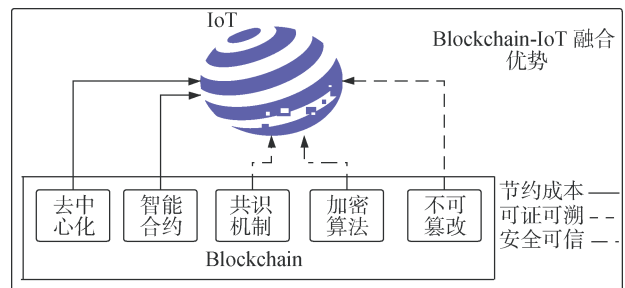 IoT
Blockchain-IoT 融合
优势
去中
心化
智能
合约
共识
机制
加密
算法
不可
篡改
Blockchain
节约成本
可证可溯
安全可信